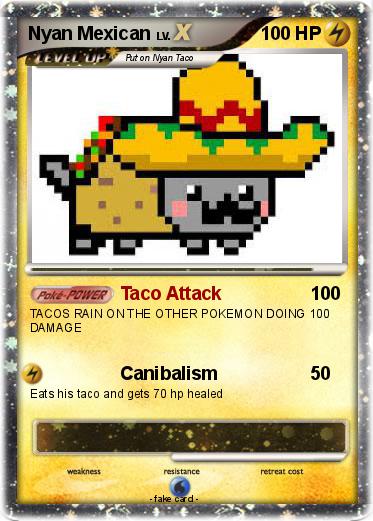 Nyan Mexican LV. X 100 HP
LEVEL-UP Put on Nyan Taco
Poké-POWER Taco Attack 100
TACOS RAIN ON THE OTHER POKEMON DOING 100
DAMAGE
Canibalism 50
Eats his taco and gets 70 hp healed
weakness resistance retreat cost
- fake card -